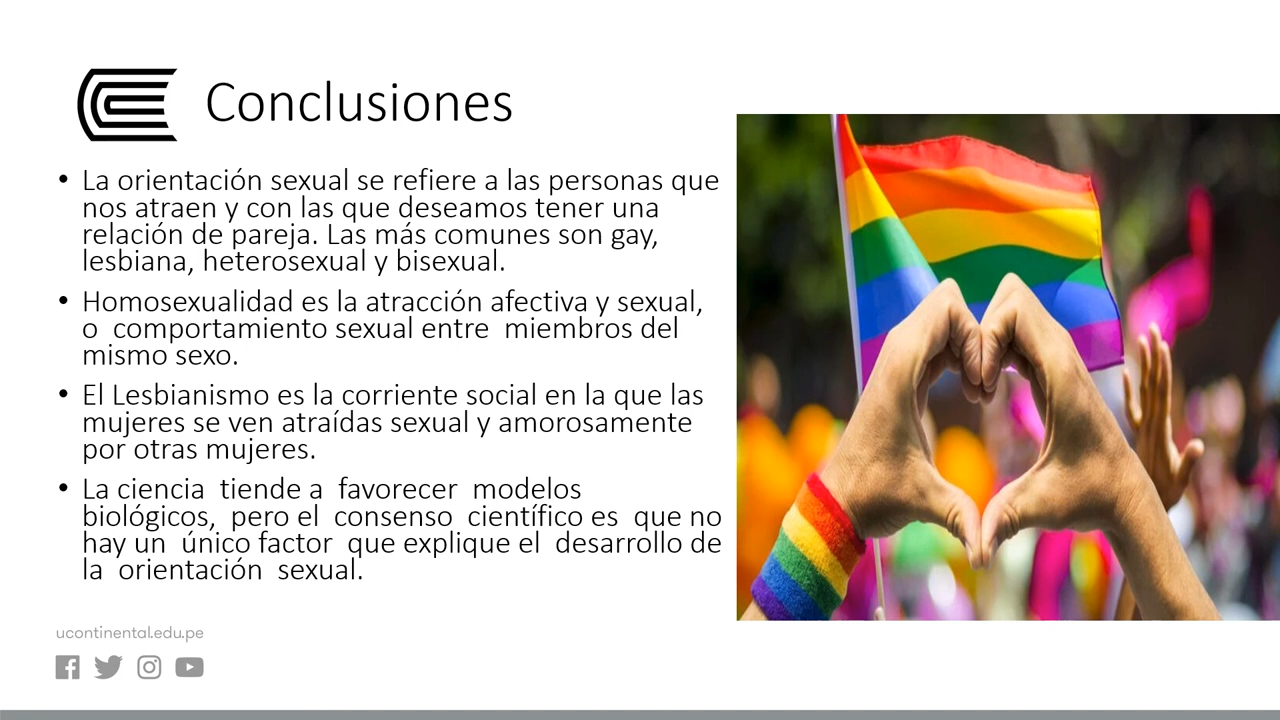 Conclusiones
• La orientación sexual se refiere a las personas que
nos atraen y con las que deseamos tener una
relación de pareja. Las más comunes son gay,
lesbiana, heterosexual y bisexual.
• Homosexualidad es la atracción afectiva y sexual,
o comportamiento sexual entre miembros del
mismo sexo.
• El Lesbianismo es la corriente social en la que las
mujeres se ven atraídas sexual y amorosamente
por otras mujeres.
• La ciencia tiende a favorecer modelos
biológicos, pero el consenso científico es que no
hay un único factor que explique el desarrollo de
la orientación sexual.
ucontinental.edu.pe